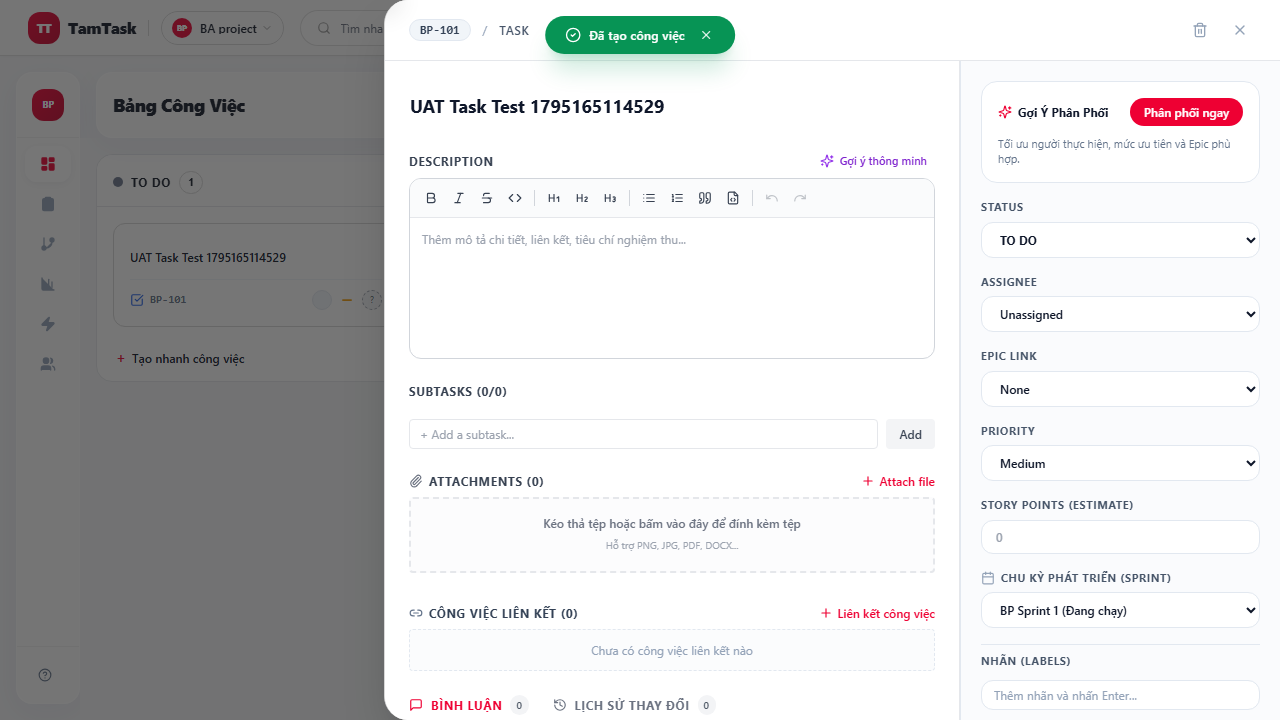 TT TamTask
BP BA project
Tìm nha
BP
Bảng Công Việc
TO DO 1
UAT Task Test 1795165114529
BP-101
?
+ Tạo nhanh công việc
BP-101 / TASK
Đã tạo công việc
UAT Task Test 1795165114529
DESCRIPTION
Gợi ý thông minh
B I S <> H1 H2 H3
Thêm mô tả chi tiết, liên kết, tiêu chí nghiệm thu...
SUBTASKS (0/0)
+ Add a subtask...
Add
ATTACHMENTS (0)
+ Attach file
Kéo thả tệp hoặc bấm vào đây để đính kèm tệp
Hỗ trợ PNG, JPG, PDF, DOCX...
CÔNG VIỆC LIÊN KẾT (0)
+ Liên kết công việc
Chưa có công việc liên kết nào
BÌNH LUẬN 0
LỊCH SỬ THAY ĐỔI 0
Gợi Ý Phân Phối
Phân phối ngay
Tối ưu người thực hiện, mức ưu tiên và Epic phù
hợp.
STATUS
TO DO
ASSIGNEE
Unassigned
EPIC LINK
None
PRIORITY
Medium
STORY POINTS (ESTIMATE)
0
CHU KỲ PHÁT TRIỂN (SPRINT)
BP Sprint 1 (Đang chạy)
NHÃN (LABELS)
Thêm nhãn và nhấn Enter...